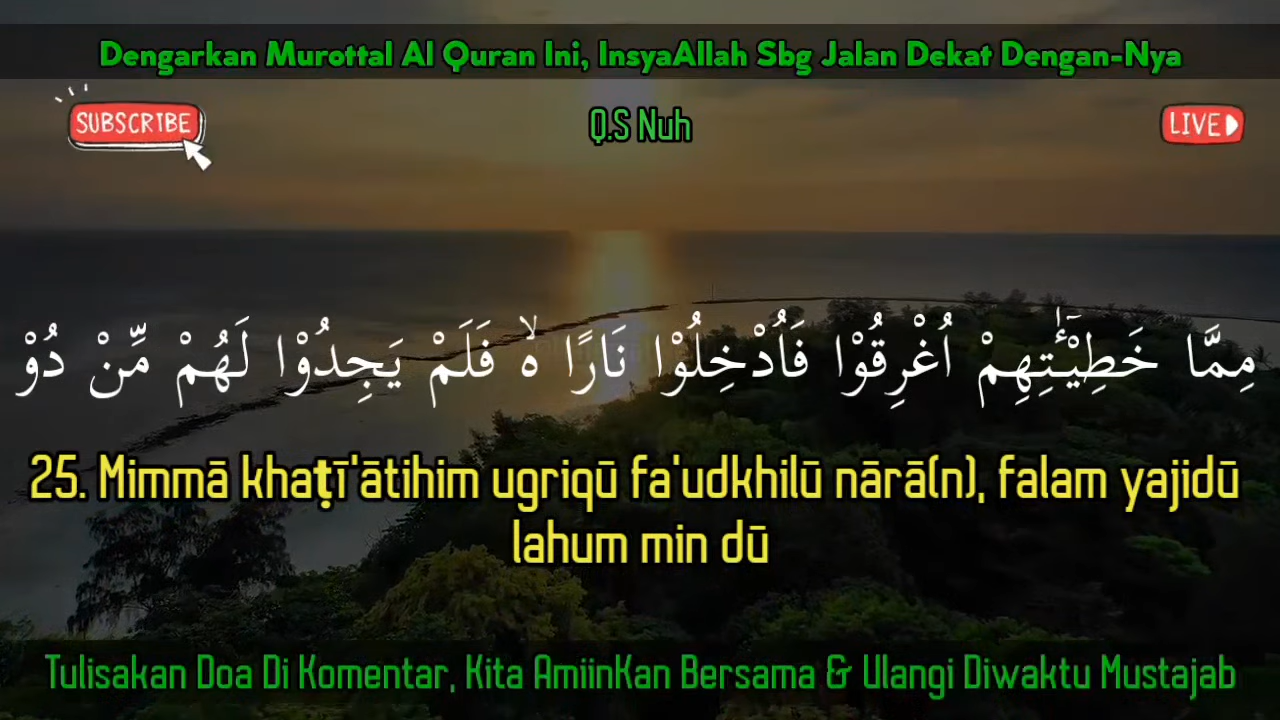 Dengarkan Murottal Al Quran Ini, InsyaAllah Sbg Jalan Dekat Dengan-Nya
SUBSCRIBE
Q.S Nuh
LIVE
مِمَّا خَطِيْۤـٰٔتِهِمْ اُغْرِقُوْا فَاُدْخِلُوْا نَارًا ەۙ فَلَمْ يَجِدُوْا لَهُمْ مِّنْ دُوْ
25. Mimmā khaṭī'ātihim ugriqū fa'udkhilū nārā(n), falam yajidū
lahum min dū
Tulisakan Doa Di Komentar, Kita AmiinKan Bersama & Ulangi Diwaktu Mustajab